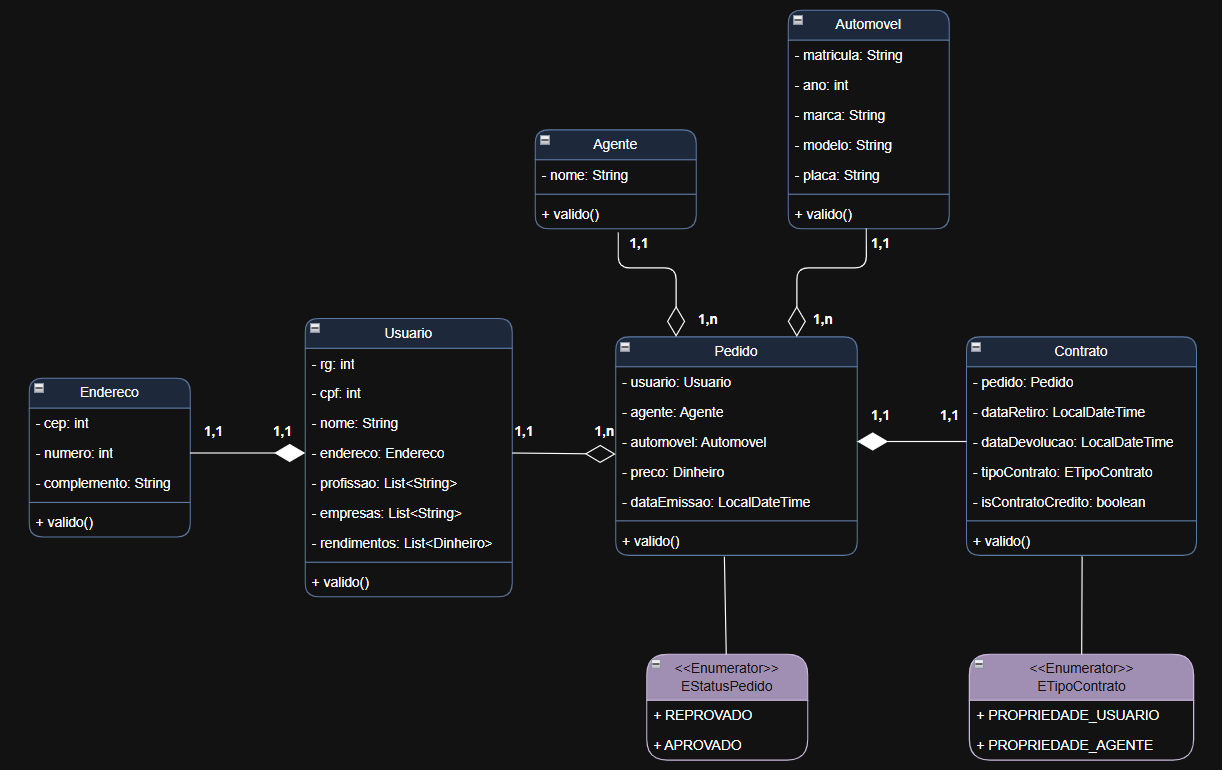 Automovel
- matricula: String
- ano: int
- marca: String
- modelo: String
- placa: String
+ valido()
1,1
1,n
Agente
- nome: String
+ valido()
1,1
1,n
Endereco
- cep: int
- numero: int
- complemento: String
+ valido()
1,1
1,1
Usuario
- rg: int
- cpf: int
- nome: String
- endereco: Endereco
- profissao: List<String>
- empresas: List<String>
- rendimentos: List<Dinheiro>
+ valido()
1,1
1,n
Pedido
- usuario: Usuario
- agente: Agente
- automovel: Automovel
- preco: Dinheiro
- dataEmissao: LocalDateTime
+ valido()
1,1
1,1
Contrato
- pedido: Pedido
- dataRetiro: LocalDateTime
- dataDevolucao: LocalDateTime
- tipoContrato: ETipoContrato
- isContratoCredito: boolean
+ valido()
<<Enumerator>>
EStatusPedido
+ REPROVADO
+ APROVADO
<<Enumerator>>
ETipoContrato
+ PROPRIEDADE_USUARIO
+ PROPRIEDADE_AGENTE